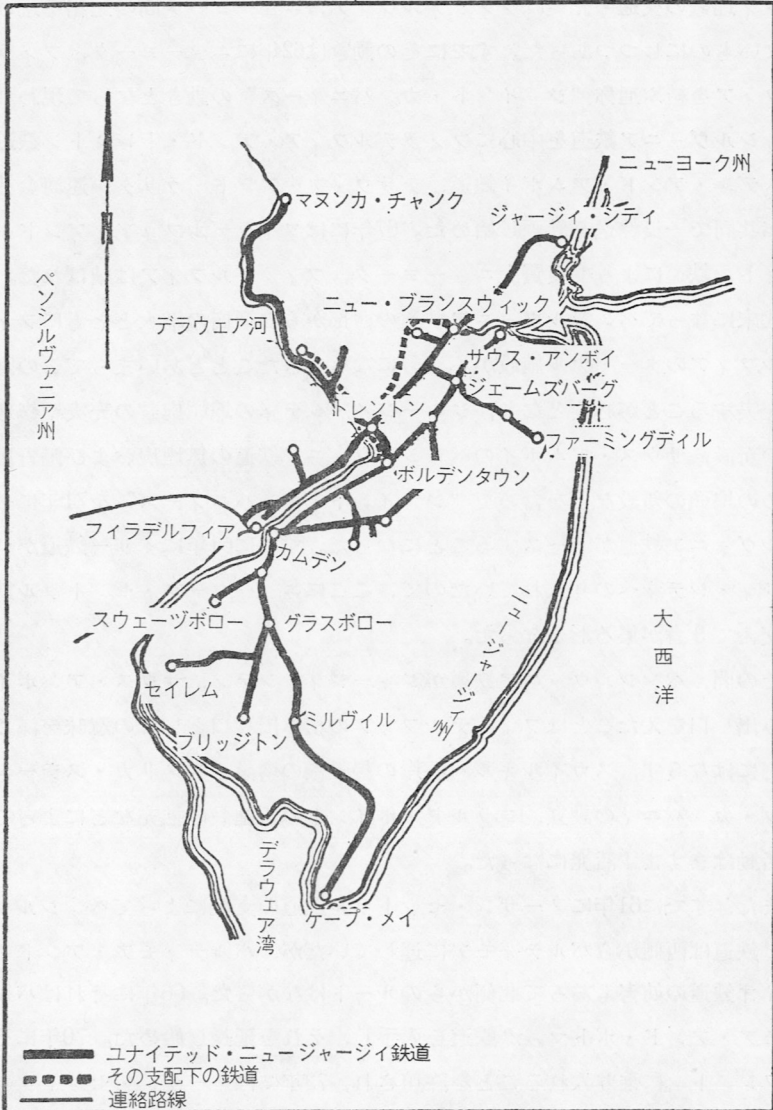 ニューヨーク州
マヌンカ・チャンク
ジャージィ・シティ
ペンシルヴァニア州
ニュー・ブランスウィック
デラウェア河
サウス・アンボイ
ジェームズバーグ
トレントン
ファーミングディル
ボルデンタウン
フィラデルフィア
カムデン
スウェーヅボロー
グラスボロー
ニュージャージィ州
大西洋
セイレム
ミルヴィル
ブリッジトン
デラウェア湾
ケープ・メイ
ユナイテッド・ニュージャージィ鉄道
その支配下の鉄道
連絡路線